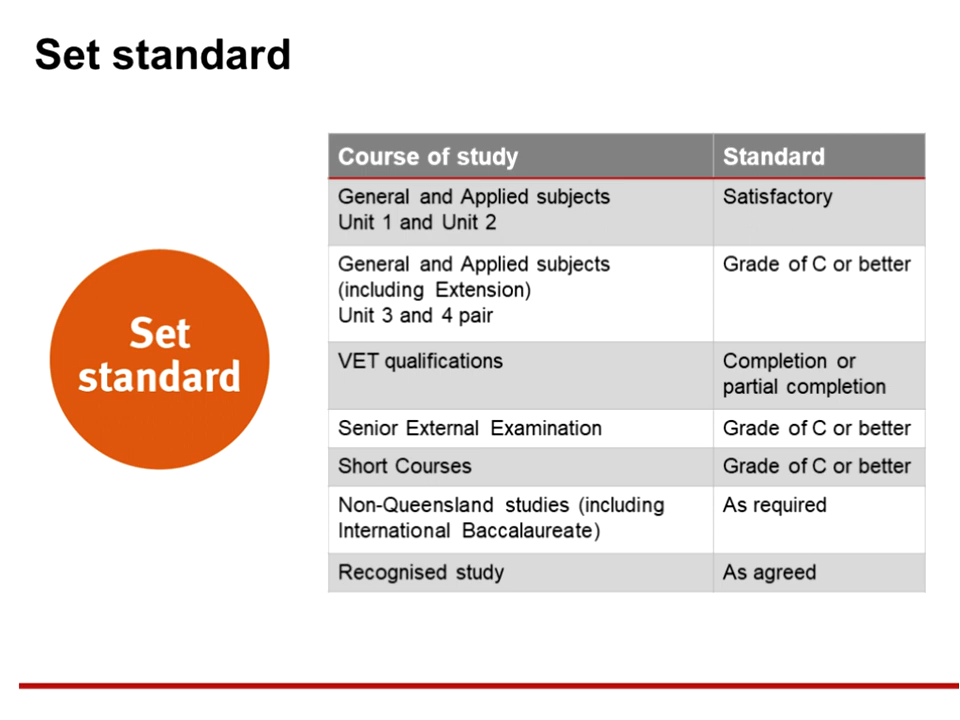 Set standard
Set
standard
Course of study
Standard
General and Applied subjects
Unit 1 and Unit 2
Satisfactory
General and Applied subjects
(including Extension)
Unit 3 and 4 pair
Grade of C or better
VET qualifications
Completion or
partial completion
Senior External Examination
Grade of C or better
Short Courses
Grade of C or better
Non-Queensland studies (including
International Baccalaureate)
As required
Recognised study
As agreed